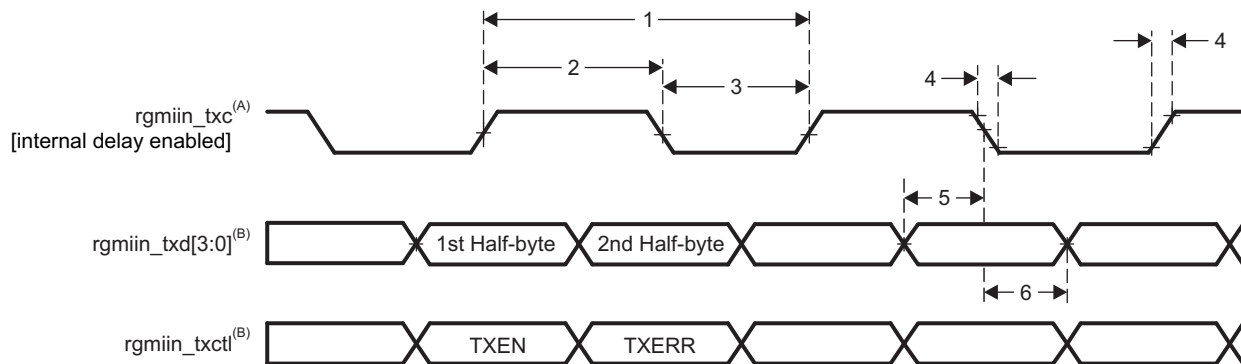 1
4
2
4
3
rgmiin_txc(A)
[internal delay enabled]
5
rgmiin_txd[3:0](B)
1st Half-byte
2nd Half-byte
6
rgmiin_txctl(B)
TXEN
TXERR